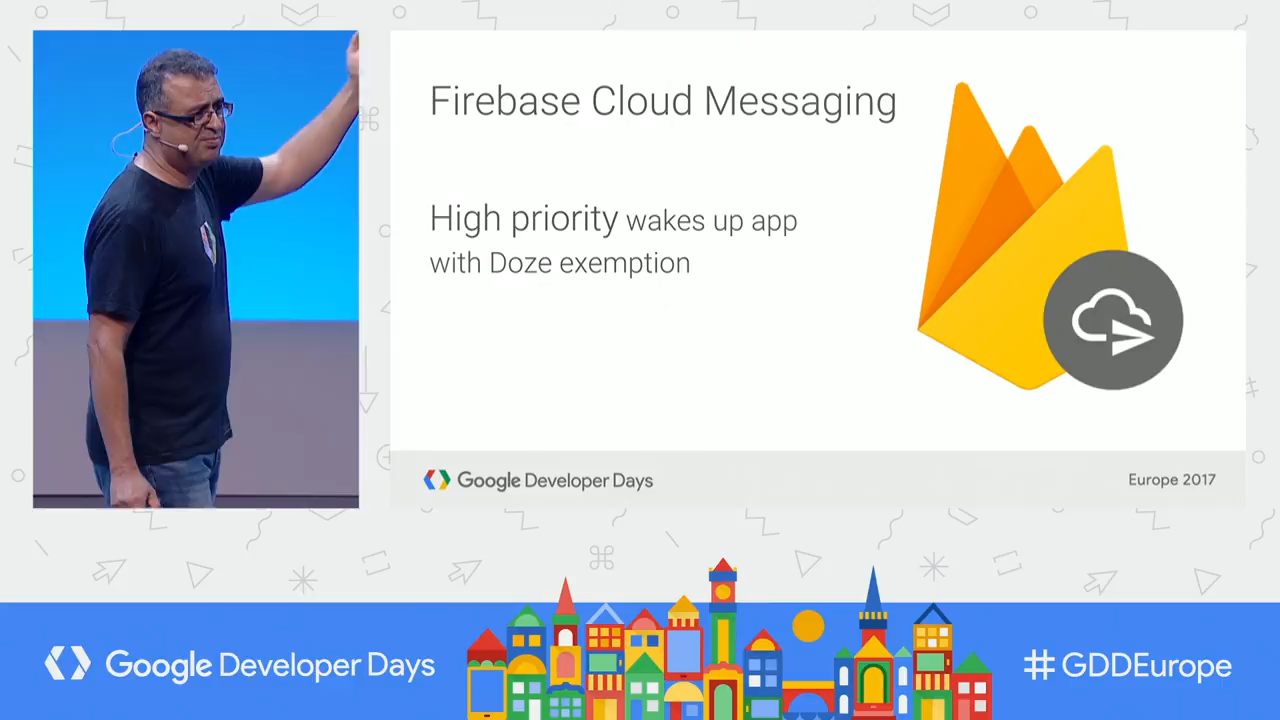 Firebase Cloud Messaging
High priority wakes up app
with Doze exemption
Google Developer Days
Europe 2017
Google Developer Days
#GDDEurope